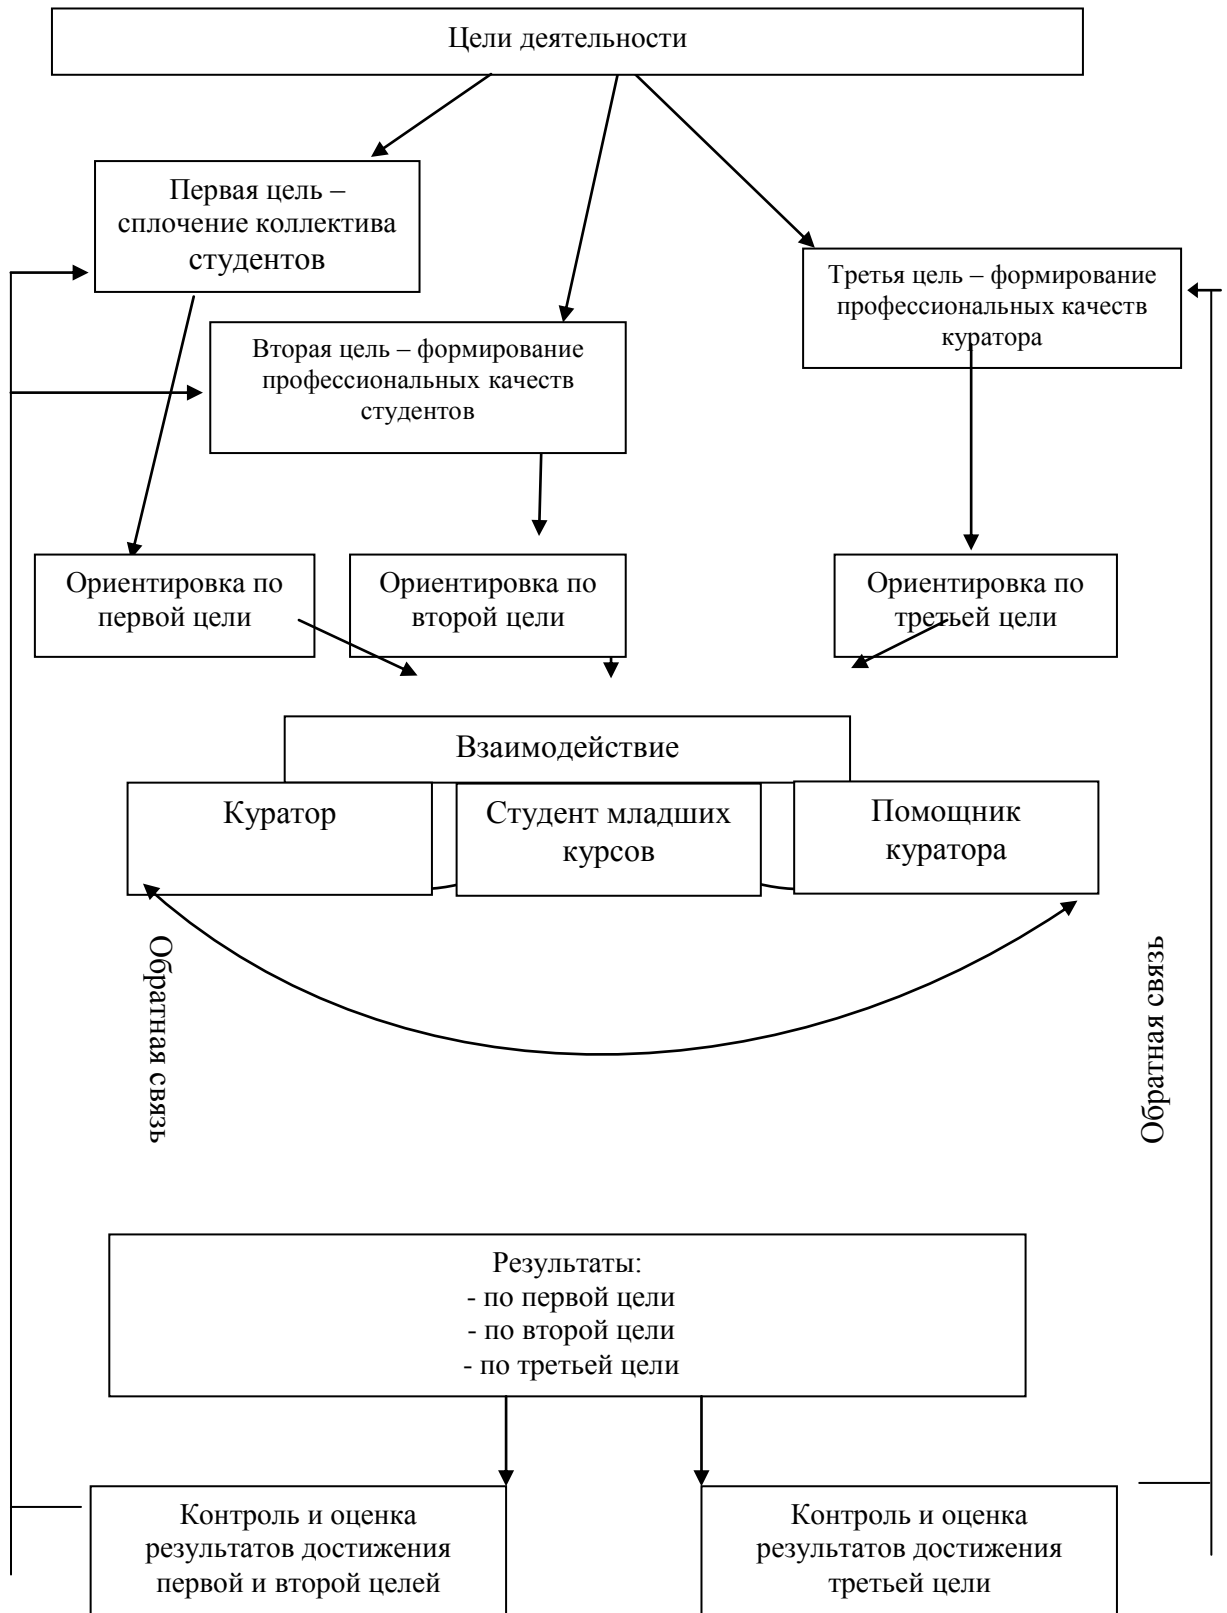 Цели деятельности
Первая цель –
сплочение коллектива
студентов
Третья цель – формирование
профессиональных качеств
куратора
Вторая цель – формирование
профессиональных качеств
студентов
Ориентировка по
первой цели
Ориентировка по
второй цели
Ориентировка по
третьей цели
Взаимодействие
Куратор
Студент младших
курсов
Помощник
куратора
Обратная связь
Обратная связь
Результаты:
- по первой цели
- по второй цели
- по третьей цели
Контроль и оценка
результатов достижения
первой и второй целей
Контроль и оценка
результатов достижения
третьей цели